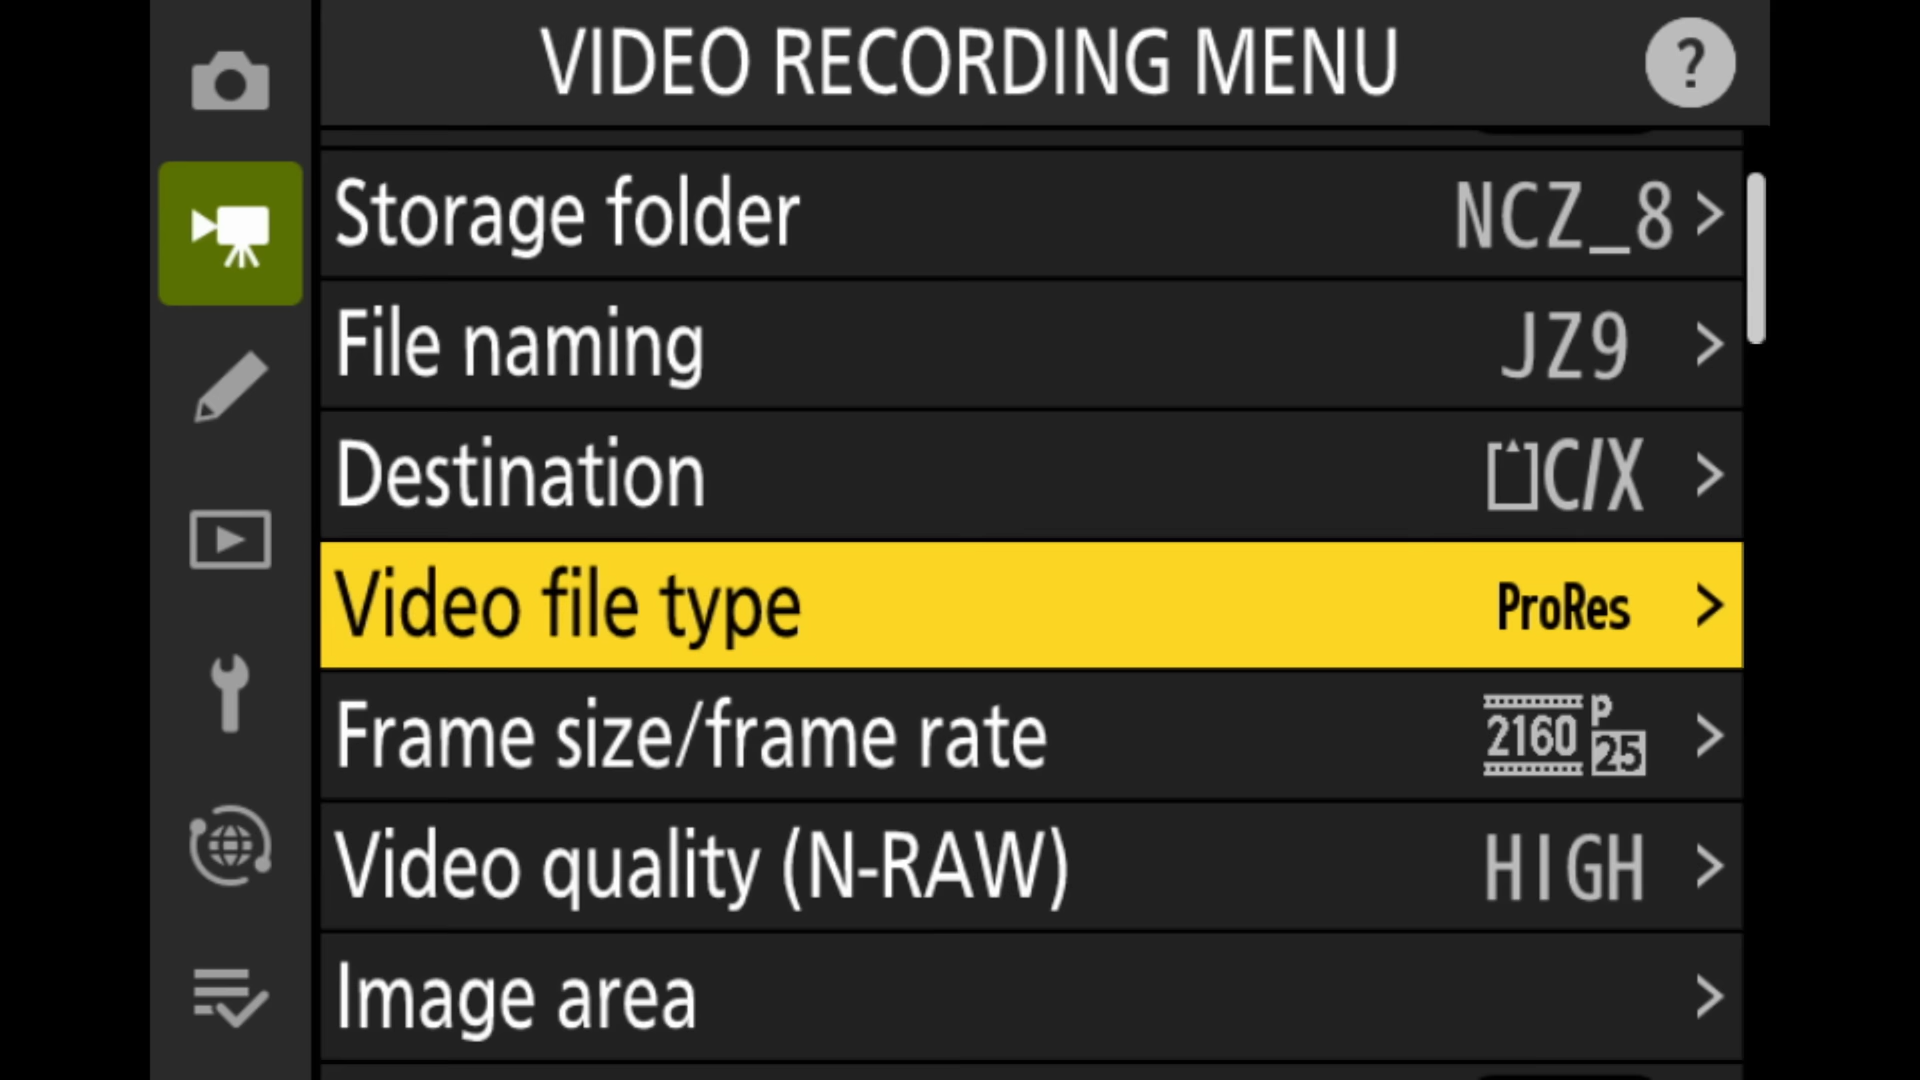 VIDEO RECORDING MENU ?
Storage folder NCZ_8 >
File naming JZ9 >
Destination C/X >
Video file type ProRes >
Frame size/frame rate 2160 P 25 >
Video quality (N-RAW) HIGH >
Image area >